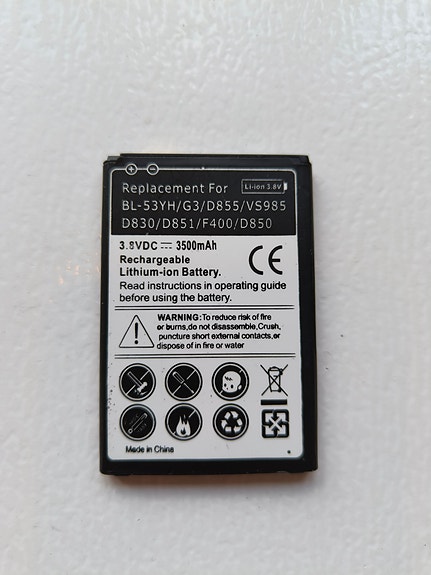 Replacement For
Li-ion 3.8V
BL-53YH/G3/D855/VS985
D830/D851/F400/D850
3.8VDC 3500mAh
Rechargeable
Lithium-ion Battery.
CE
Read instructions in operating guide
before using the battery.
WARNING:To reduce risk of fire
or burns,do not disassemble,Crush,
puncture short external contacts,or
dispose of in fire or water
Made in China